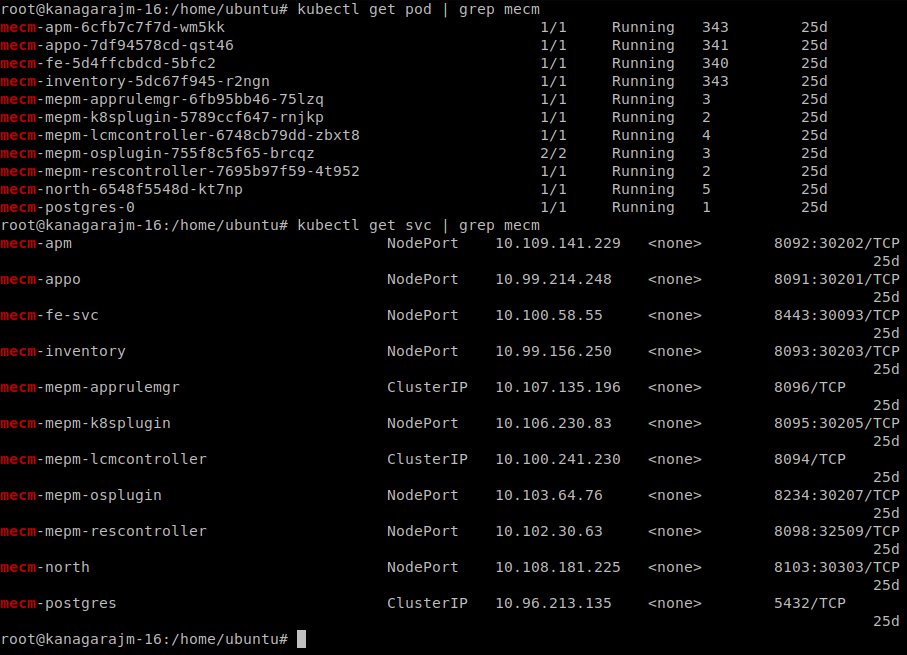 root@kanagarajm-16:/home/ubuntu# kubectl get pod | grep mecm
mecm-apm-6cfb7c7f7d-wm5kk 1/1 Running 343 25d
mecm-appo-7df94578cd-qst46 1/1 Running 341 25d
mecm-fe-5d4ffcbdcd-5bfc2 1/1 Running 340 25d
mecm-inventory-5dc67f945-r2ngn 1/1 Running 343 25d
mecm-mepm-apprulemgr-6fb95bb46-75lzq 1/1 Running 3 25d
mecm-mepm-k8splugin-5789ccf647-rnjkp 1/1 Running 2 25d
mecm-mepm-lcmcontroller-6748cb79dd-zbxt8 1/1 Running 4 25d
mecm-mepm-osplugin-755f8c5f65-brcqz 2/2 Running 3 25d
mecm-mepm-rescontroller-7695b97f59-4t952 1/1 Running 2 25d
mecm-north-6548f5548d-kt7np 1/1 Running 5 25d
mecm-postgres-0 1/1 Running 1 25d
root@kanagarajm-16:/home/ubuntu# kubectl get svc | grep mecm
mecm-apm NodePort 10.109.141.229 <none> 8092:30202/TCP
25d
mecm-appo NodePort 10.99.214.248 <none> 8091:30201/TCP
25d
mecm-fe-svc NodePort 10.100.58.55 <none> 8443:30093/TCP
25d
mecm-inventory NodePort 10.99.156.250 <none> 8093:30203/TCP
25d
mecm-mepm-apprulemgr ClusterIP 10.107.135.196 <none> 8096/TCP
25d
mecm-mepm-k8splugin NodePort 10.106.230.83 <none> 8095:30205/TCP
25d
mecm-mepm-lcmcontroller ClusterIP 10.100.241.230 <none> 8094/TCP
25d
mecm-mepm-osplugin NodePort 10.103.64.76 <none> 8234:30207/TCP
25d
mecm-mepm-rescontroller NodePort 10.102.30.63 <none> 8098:32509/TCP
25d
mecm-north NodePort 10.108.181.225 <none> 8103:30303/TCP
25d
mecm-postgres ClusterIP 10.96.213.135 <none> 5432/TCP
25d
root@kanagarajm-16:/home/ubuntu#